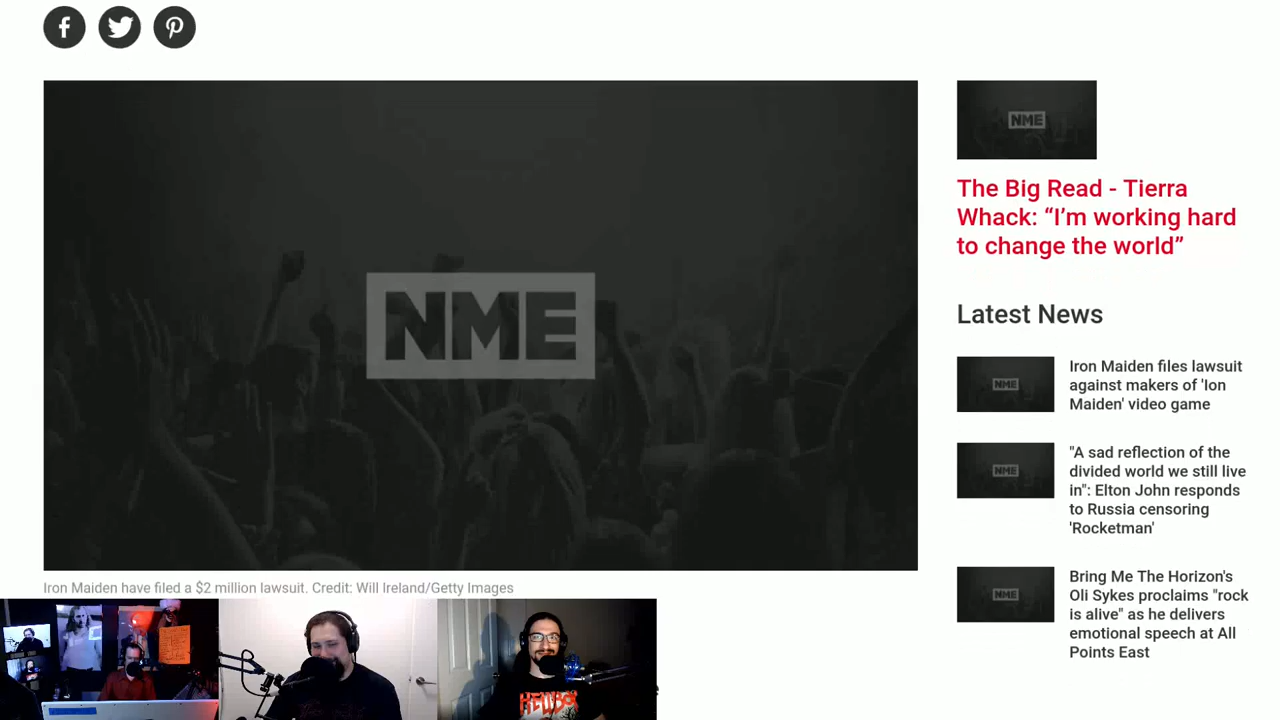 NME
Iron Maiden have filed a $2 million lawsuit. Credit: Will Ireland/Getty Images
NME
The Big Read - Tierra
Whack: “I’m working hard
to change the world”
Latest News
NME
Iron Maiden files lawsuit
against makers of 'Ion
Maiden' video game
NME
"A sad reflection of the
divided world we still live
in": Elton John responds
to Russia censoring
'Rocketman'
NME
Bring Me The Horizon's
Oli Sykes proclaims "rock
is alive" as he delivers
emotional speech at All
Points East
HELLBOY